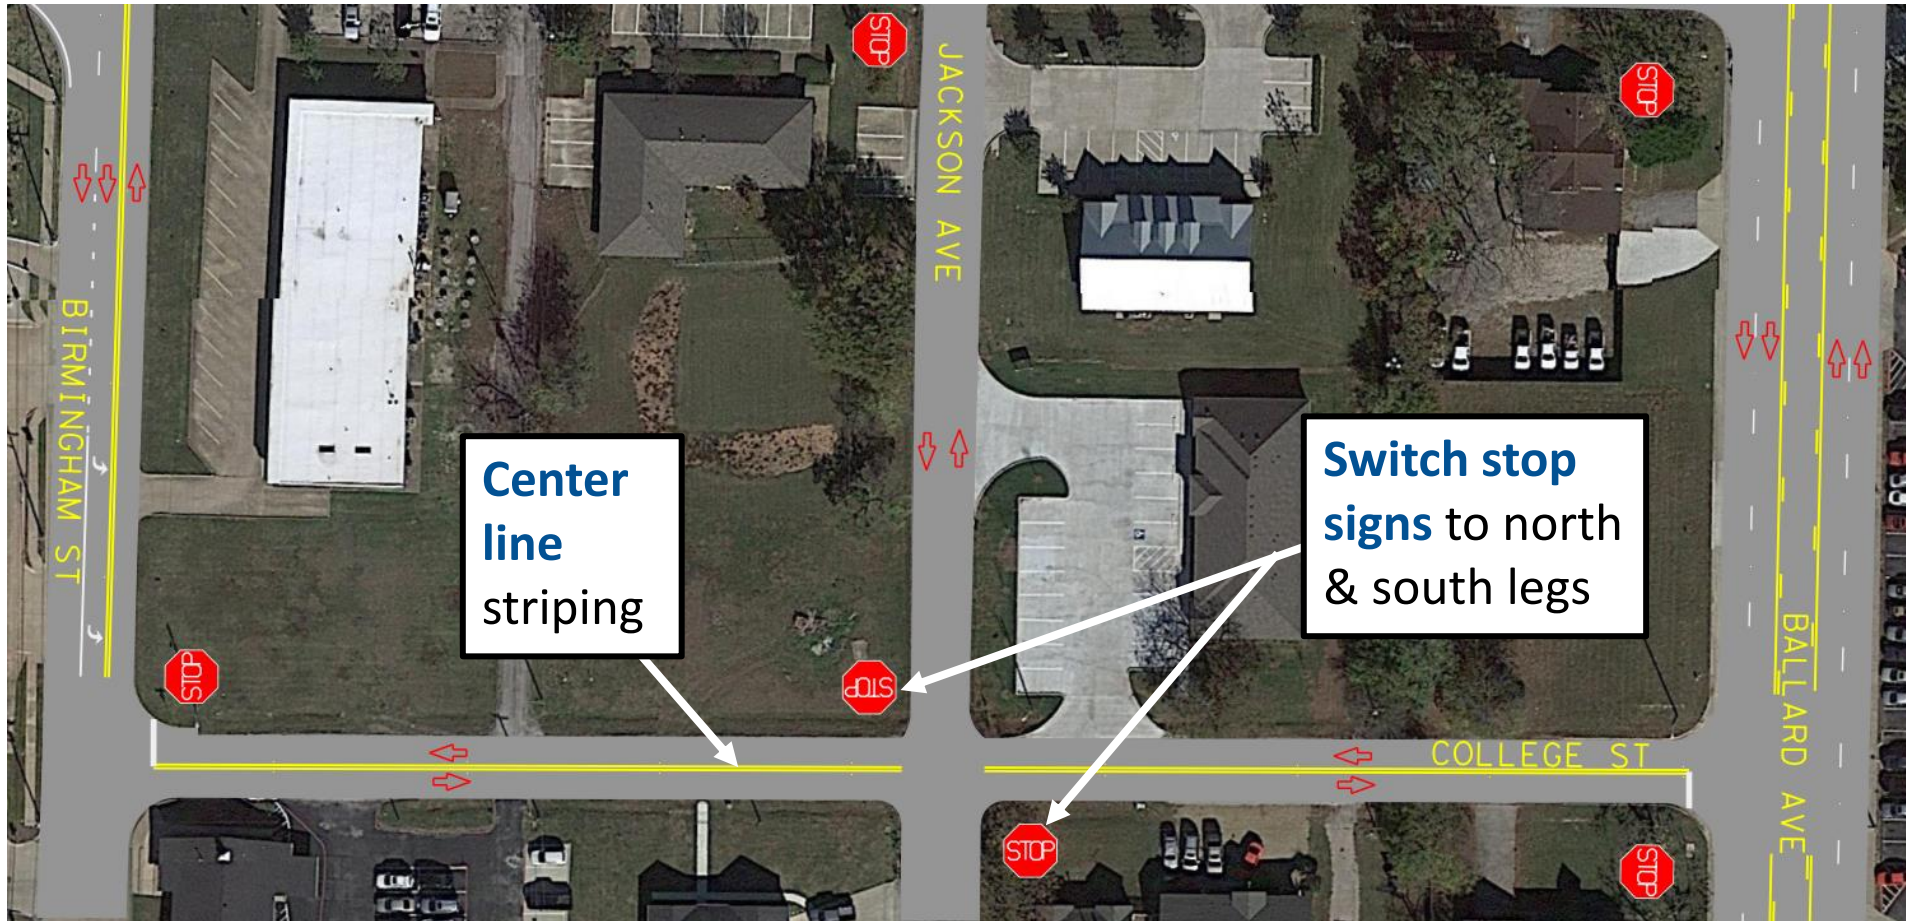 STOP
STOP
JACKSON AVE
BIRMINGHAM ST
Center
line
striping
Switch stop
signs to north
& south legs
STOP
STOP
BALLARD AVE
COLLEGE ST
STOP
STOP